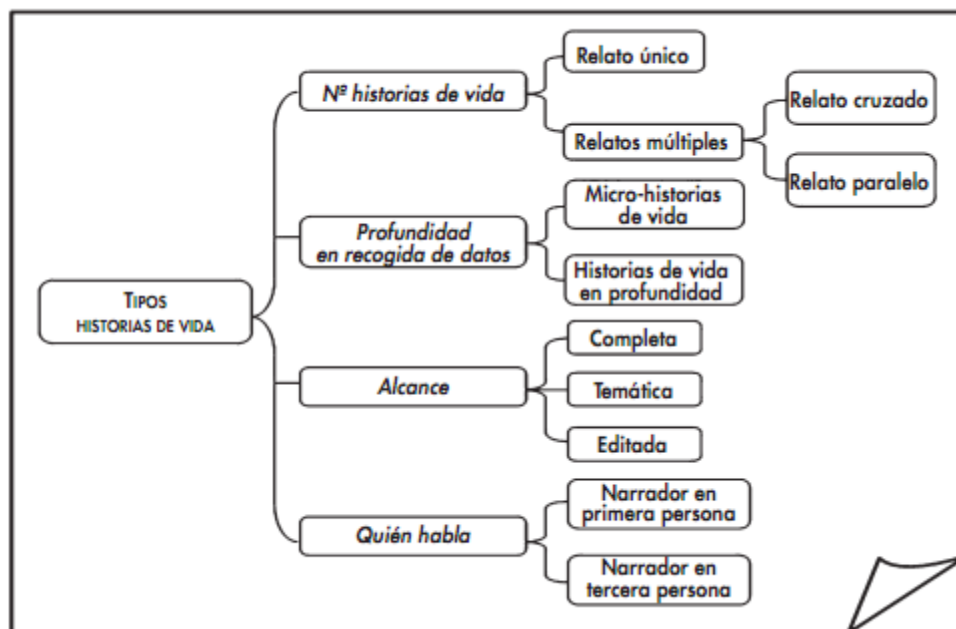 TIPOS
HISTORIAS DE VIDA
Nº historias de vida
Relato único
Relatos múltiples
Relato cruzado
Relato paralelo
Profundidad
en recogida de datos
Micro-historias
de vida
Historias de vida
en profundidad
Alcance
Completa
Temática
Editada
Quién habla
Narrador en
primera persona
Narrador en
tercera persona